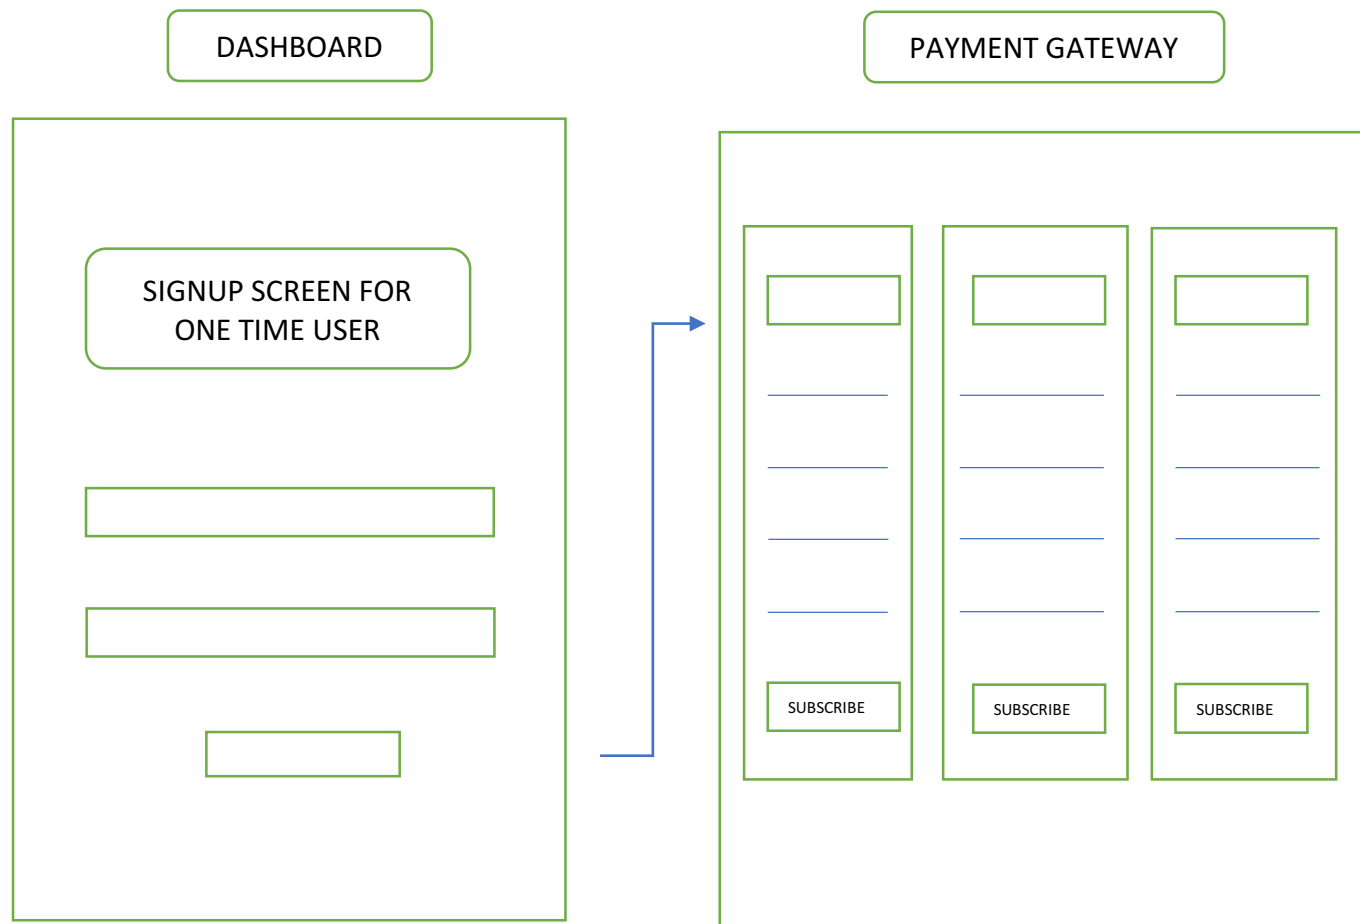 DASHBOARD
PAYMENT GATEWAY
SIGNUP SCREEN FOR
ONE TIME USER
SUBSCRIBE
SUBSCRIBE
SUBSCRIBE